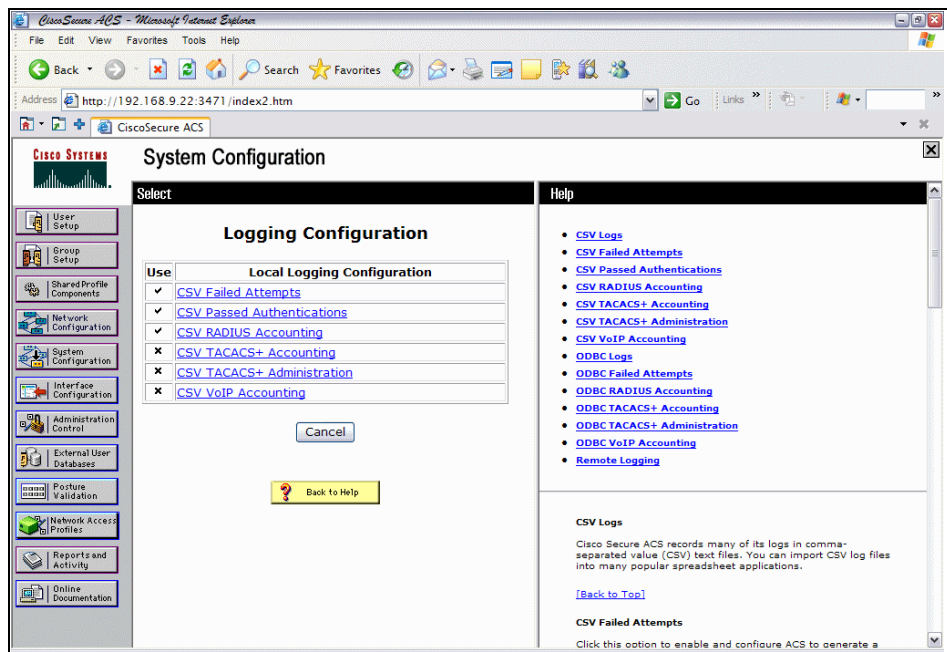 CiscoSecure ACS - Microsoft Internet Explorer
File Edit View Favorites Tools Help
Back Search Favorites
Address http://192.168.9.22:3471/index2.htm Go Links »
CiscoSecure ACS
CISCO SYSTEMS
System Configuration
User Setup
Group Setup
Shared Profile Components
Network Configuration
System Configuration
Interface Configuration
Administration Control
External User Databases
Posture Validation
Network Access Profiles
Reports and Activity
Online Documentation
Select
Logging Configuration
Use Local Logging Configuration
CSV Failed Attempts
CSV Passed Authentications
CSV RADIUS Accounting
CSV TACACS+ Accounting
CSV TACACS+ Administration
CSV VoIP Accounting
Cancel
Back to Help
Help
CSV Logs
CSV Failed Attempts
CSV Passed Authentications
CSV RADIUS Accounting
CSV TACACS+ Accounting
CSV TACACS+ Administration
CSV VoIP Accounting
ODBC Logs
ODBC Failed Attempts
ODBC RADIUS Accounting
ODBC TACACS+ Accounting
ODBC TACACS+ Administration
ODBC VoIP Accounting
Remote Logging
CSV Logs
Cisco Secure ACS records many of its logs in comma-
separated value (CSV) text files. You can import CSV log files
into many popular spreadsheet applications.
[Back to Top]
CSV Failed Attempts
Click this option to enable and configure ACS to generate a